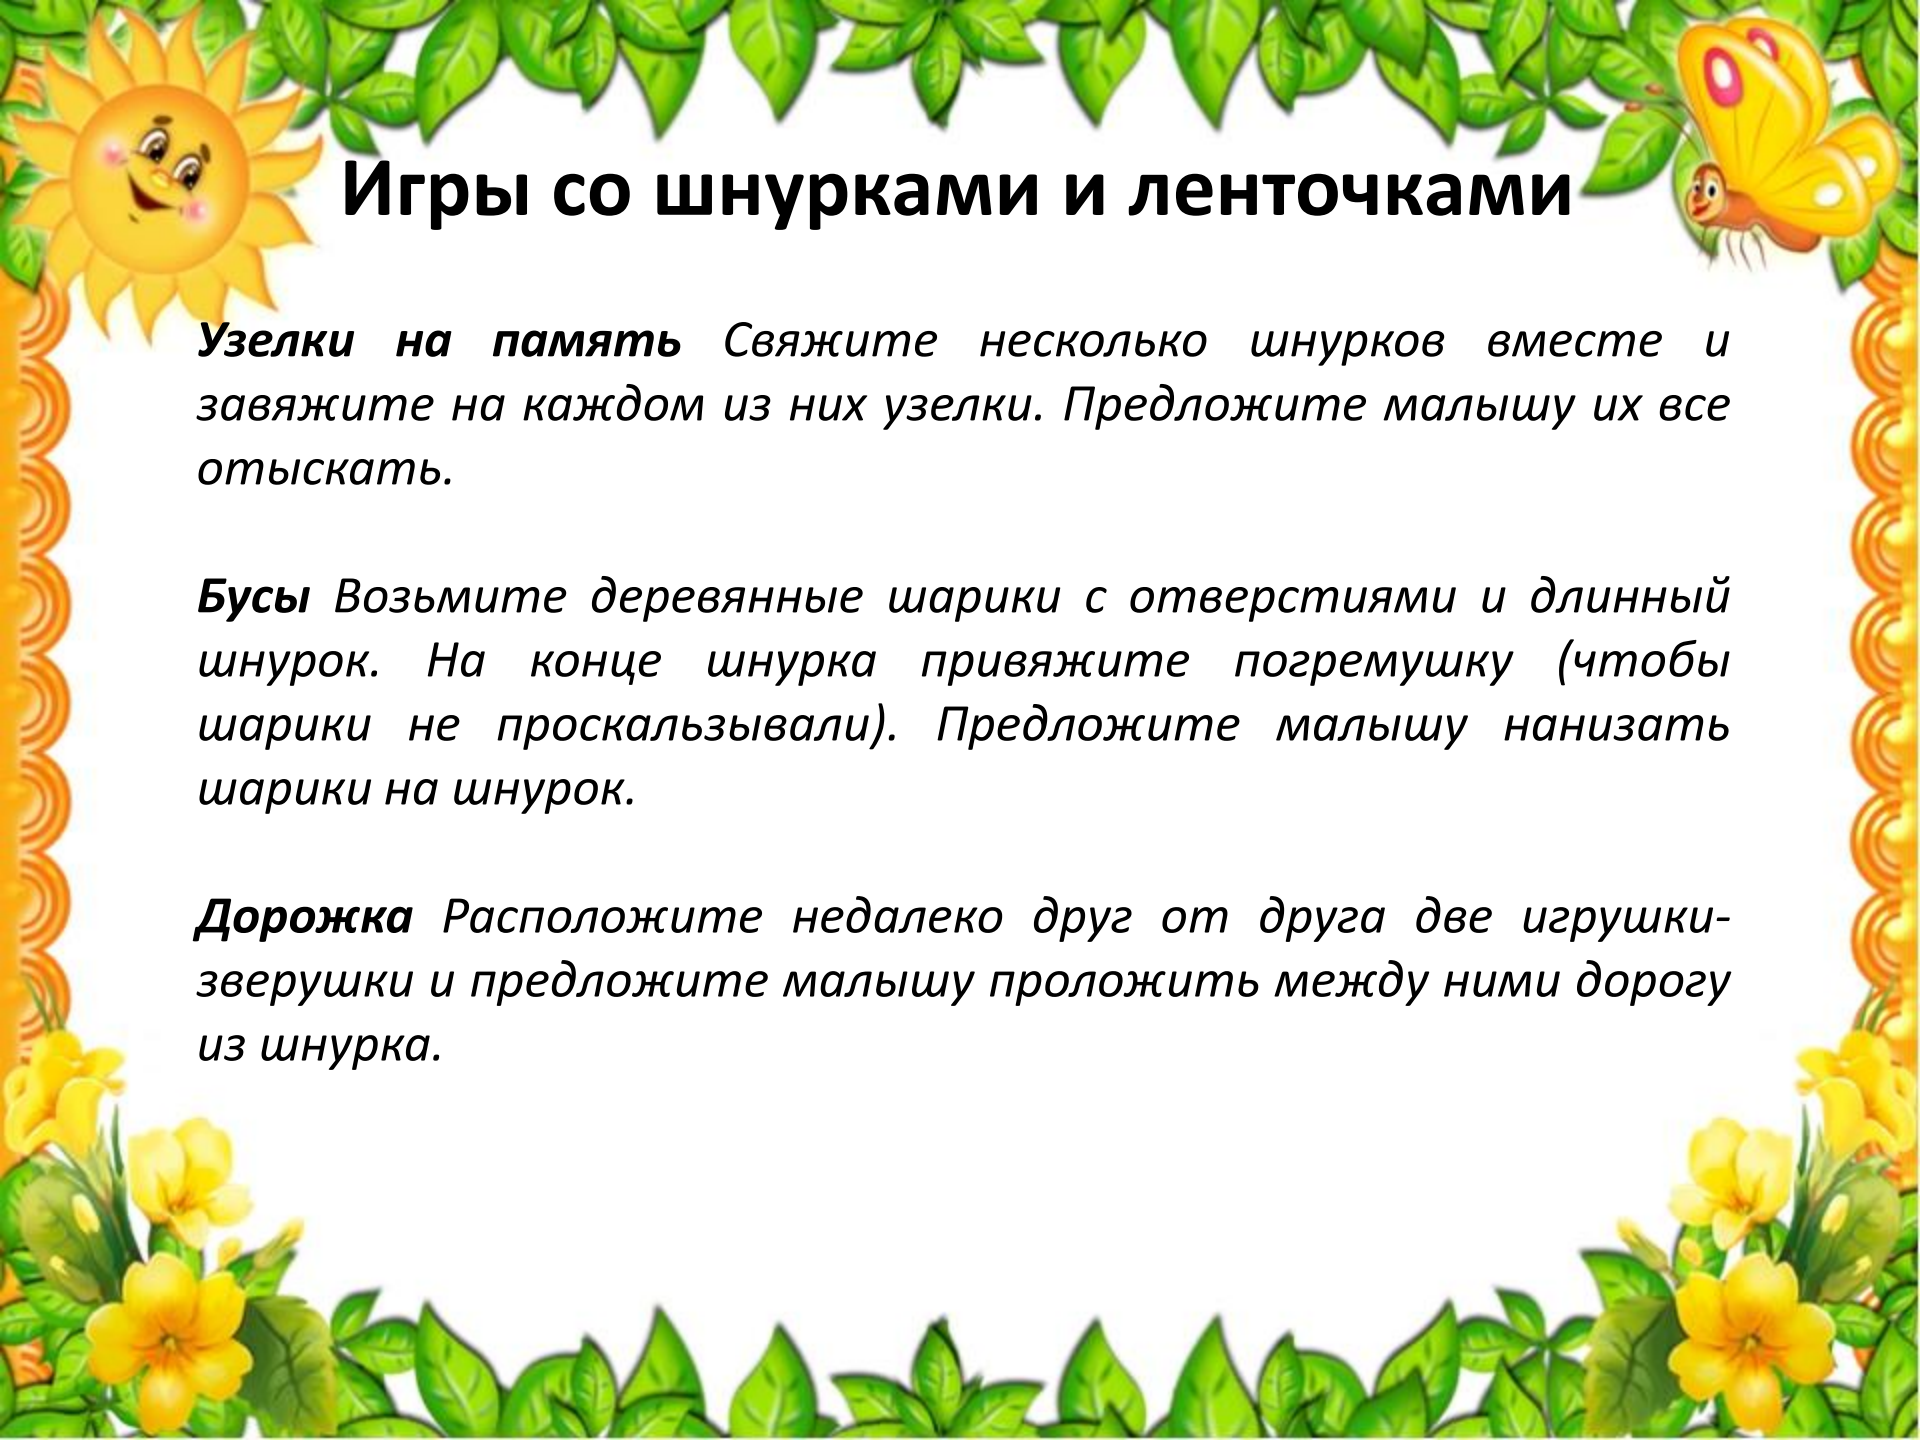 Игры со шнурками и ленточками
Узелки на память Свяжите несколько шнурков вместе и
завяжите на каждом из них узелки. Предложите малышу их все
отыскать.
Бусы Возьмите деревянные шарики с отверстиями и длинный
шнурок. На конце шнурка привяжите погремушку (чтобы
шарики не проскальзывали). Предложите малышу нанизать
шарики на шнурок.
Дорожка Расположите недалеко друг от друга две игрушки-
зверушки и предложите малышу проложить между ними дорогу
из шнурка.